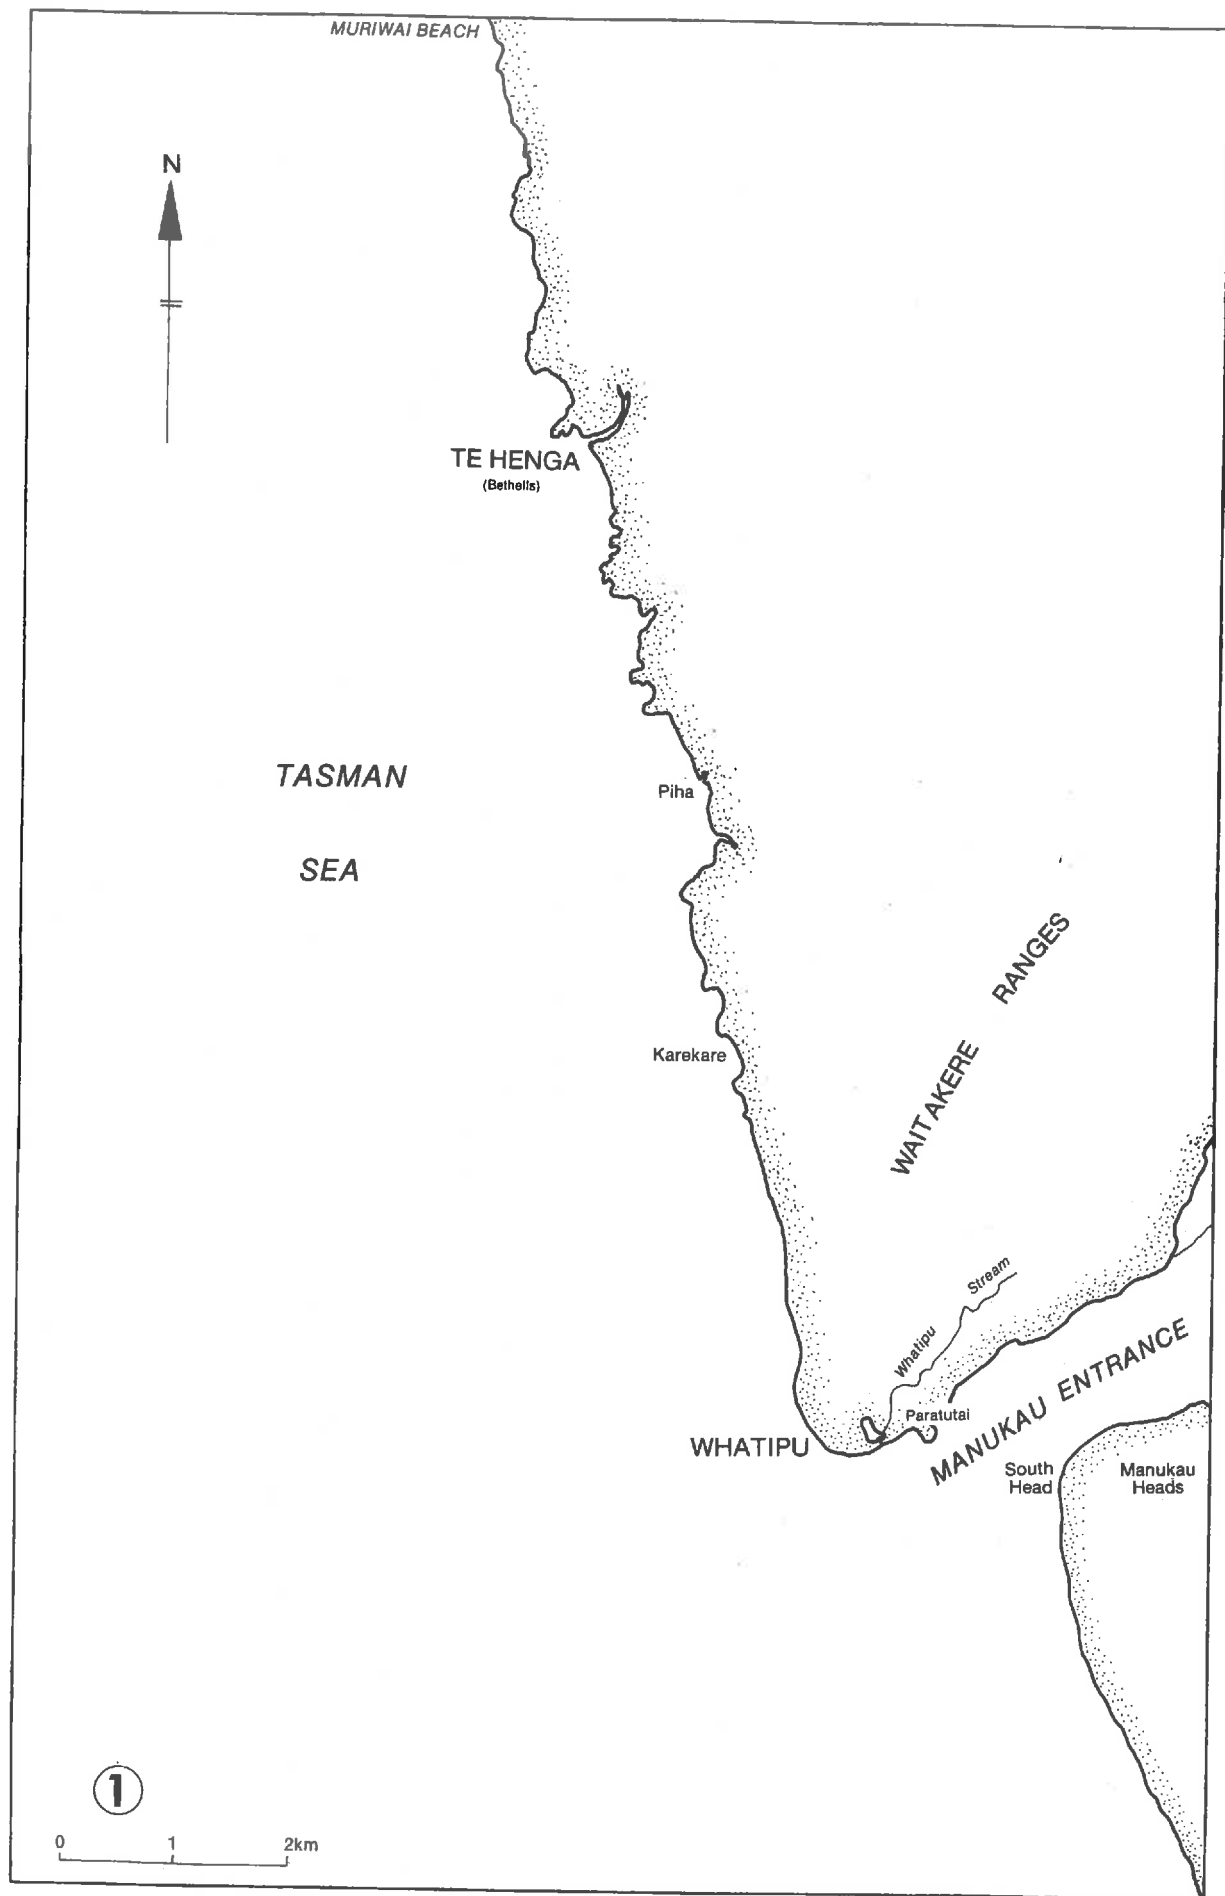 MURIWAI BEACH
N
TE HENGA
(Bethells)
TASMAN
SEA
Piha
Karekare
WAITAKERE RANGES
Whatipu Stream
Paratutai
WHATIPU
MANUKAU ENTRANCE
South
Head
Manukau
Heads
1
0 1 2km